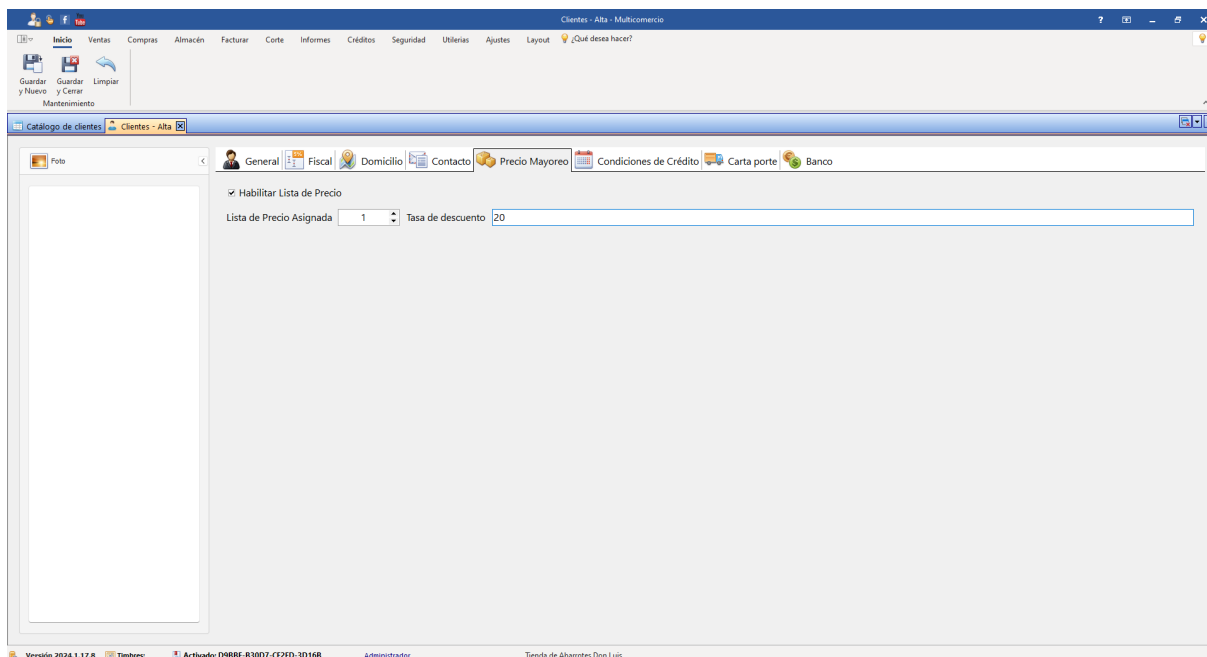 Clientes - Alta - Multicomercio
Inicio Ventas Compras Almacén Facturar Corte Informes Créditos Seguridad Utilerias Ajustes Layout ¿Qué desea hacer?
Guardar y Nuevo Guardar y Cerrar Limpiar
Mantenimiento
Catálogo de clientes Clientes - Alta
Foto
General Fiscal Domicilio Contacto Precio Mayoreo Condiciones de Crédito Carta porte Banco
Habilitar Lista de Precio
Lista de Precio Asignada 1 Tasa de descuento 20
Versión 2024.1.17.8 Timbres: Activado: D9BBE-B30D7-CF2FD-3D16B Administrador Tienda de Abarrotes Don Luis